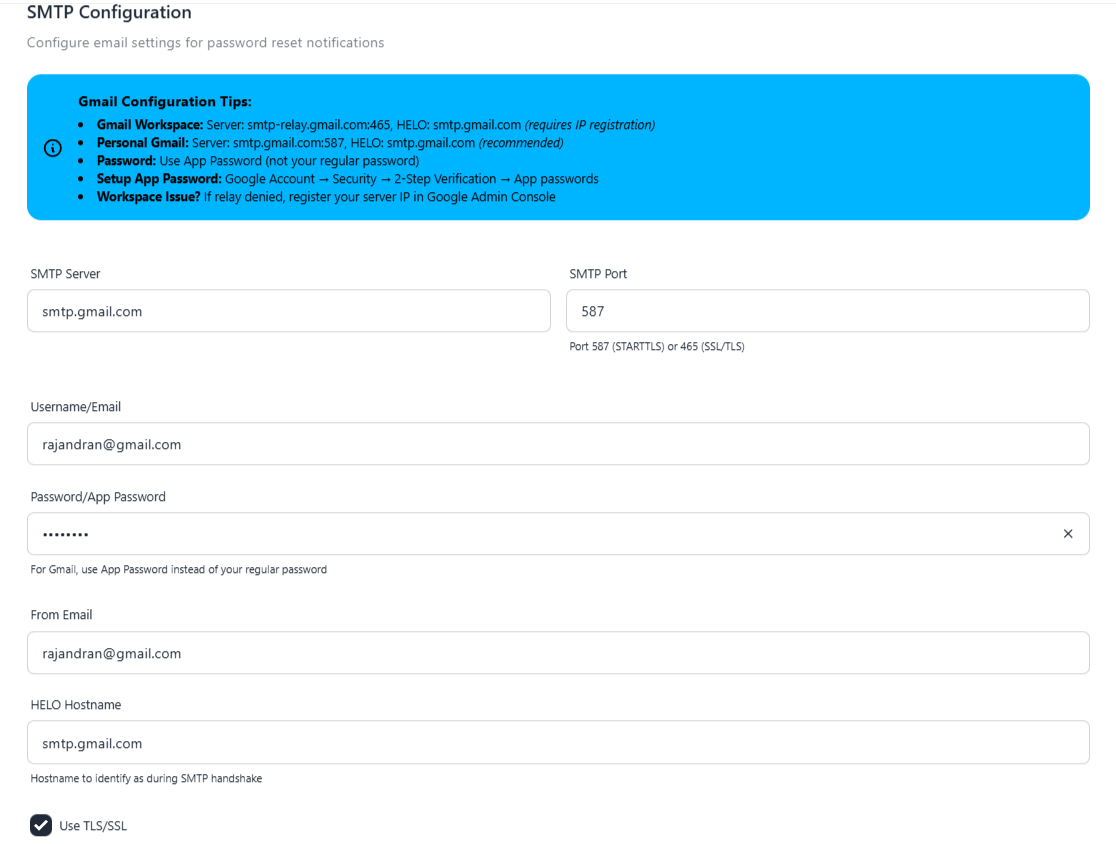 SMTP Configuration
Configure email settings for password reset notifications
Gmail Configuration Tips:
• Gmail Workspace: Server: smtp-relay.gmail.com:465, HELO: smtp.gmail.com (requires IP registration)
• Personal Gmail: Server: smtp.gmail.com:587, HELO: smtp.gmail.com (recommended)
• Password: Use App Password (not your regular password)
• Setup App Password: Google Account → Security → 2-Step Verification → App passwords
• Workspace Issue? If relay denied, register your server IP in Google Admin Console
SMTP Server
smtp.gmail.com
SMTP Port
587
Port 587 (STARTTLS) or 465 (SSL/TLS)
Username/Email
rajandran@gmail.com
Password/App Password
••••••••
For Gmail, use App Password instead of your regular password
From Email
rajandran@gmail.com
HELO Hostname
smtp.gmail.com
Hostname to identify as during SMTP handshake
Use TLS/SSL